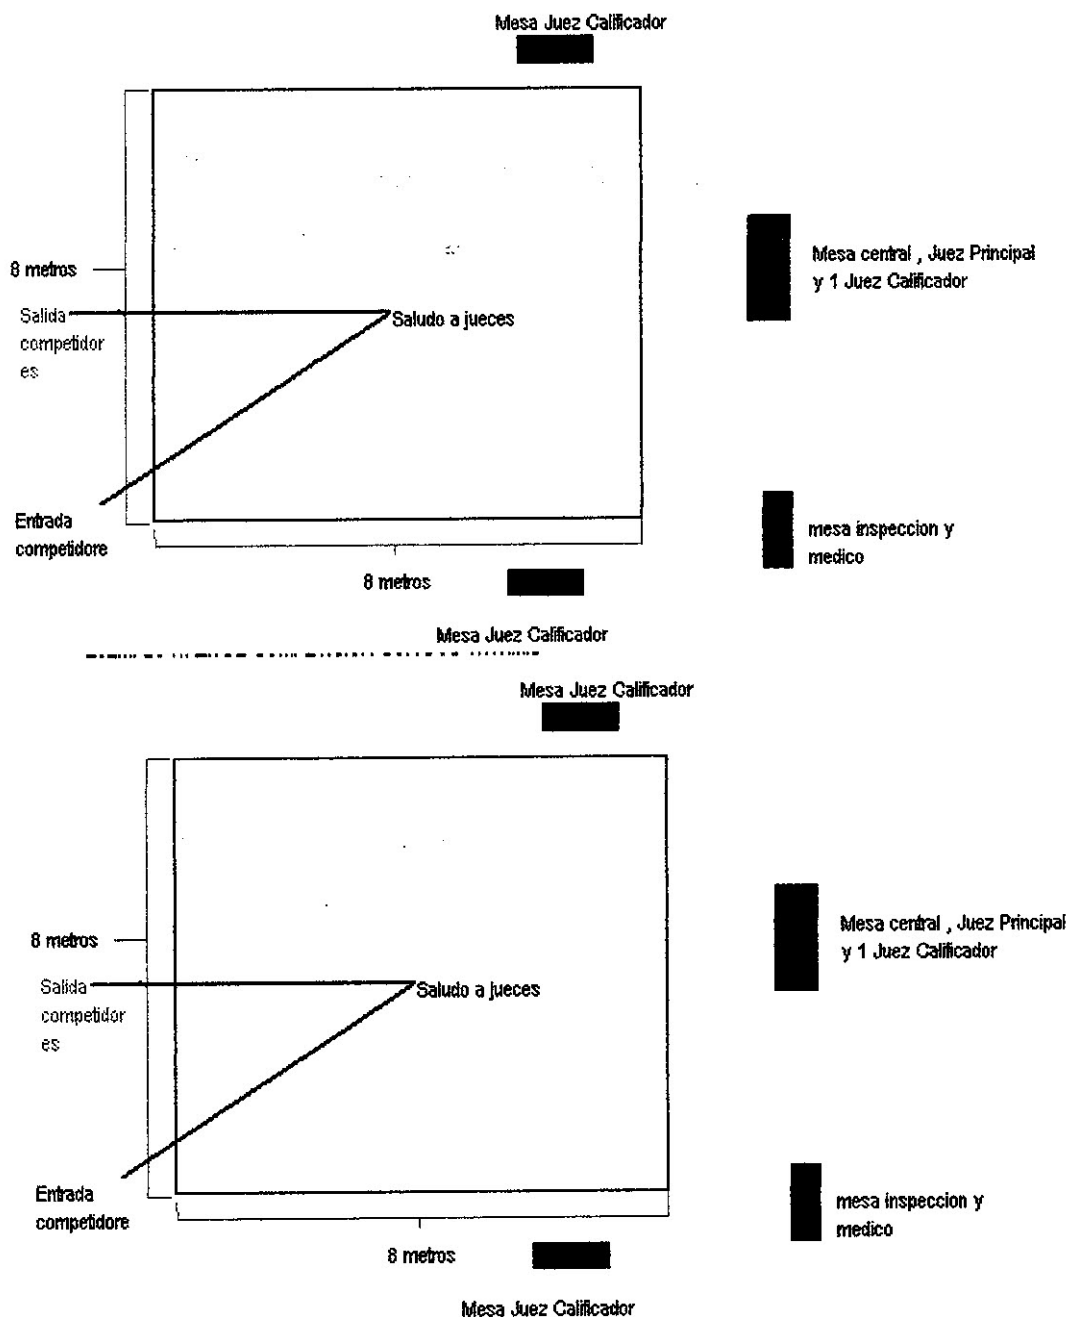 Mesa Juez Calificador
8 metros
Mesa central , Juez Principal
y 1 Juez Calificador
Salida
competidor
es
Saludo a jueces
Entrada
competidore
mesa inspeccion y
medico
8 metros
Mesa Juez Calificador
Mesa Juez Calificador
8 metros
Mesa central , Juez Principal
y 1 Juez Calificador
Salida
competidor
es
Saludo a jueces
Entrada
competidore
mesa inspeccion y
medico
8 metros
Mesa Juez Calificador